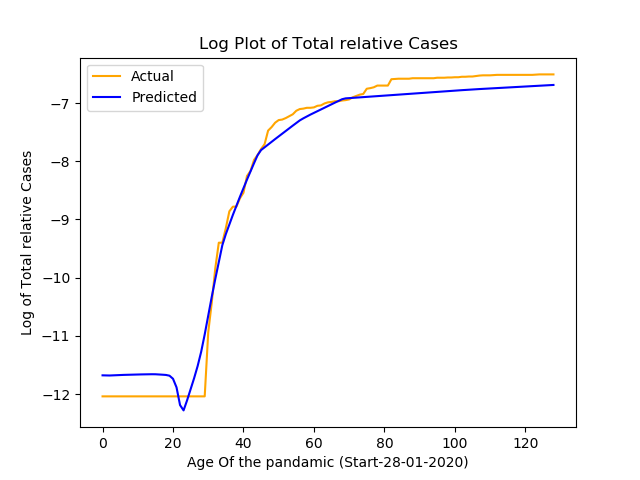 Log Plot of Total relative Cases
Actual
Predicted
−7
−8
−9
−10
−11
−12
Log of Total relative Cases
0 20 40 60 80 100 120
Age Of the pandamic (Start-28-01-2020)